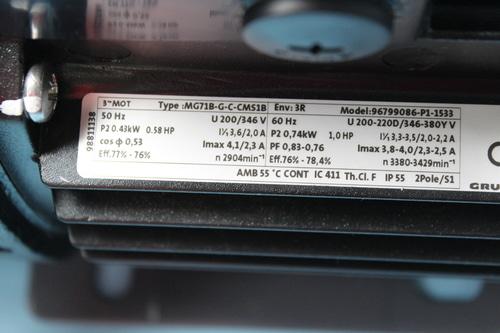 98811138
3~MOT Type :MG71B-G-C-CMS1B Env: 3R Model:96799086-P1-1533
50 Hz U 200/346 V 60 Hz U 200-220D/346-380Y V
P2 0.43kW 0.58 HP I⅟₁ 3,6/2,0 A P2 0,74kW 1,0 HP I⅟₁ 3,3-3,5/2,0-2,2 A
cos φ 0,53 Imax 4,1/2,3 A PF 0,83-0,76 Imax 3,8-4,0/2,3-2,5 A
Eff.77% - 76% n 2904min⁻¹ Eff.76% - 78,4% n 3380-3429min⁻¹
AMB 55 °C CONT IC 411 Th.Cl. F IP 55 2Pole/S1